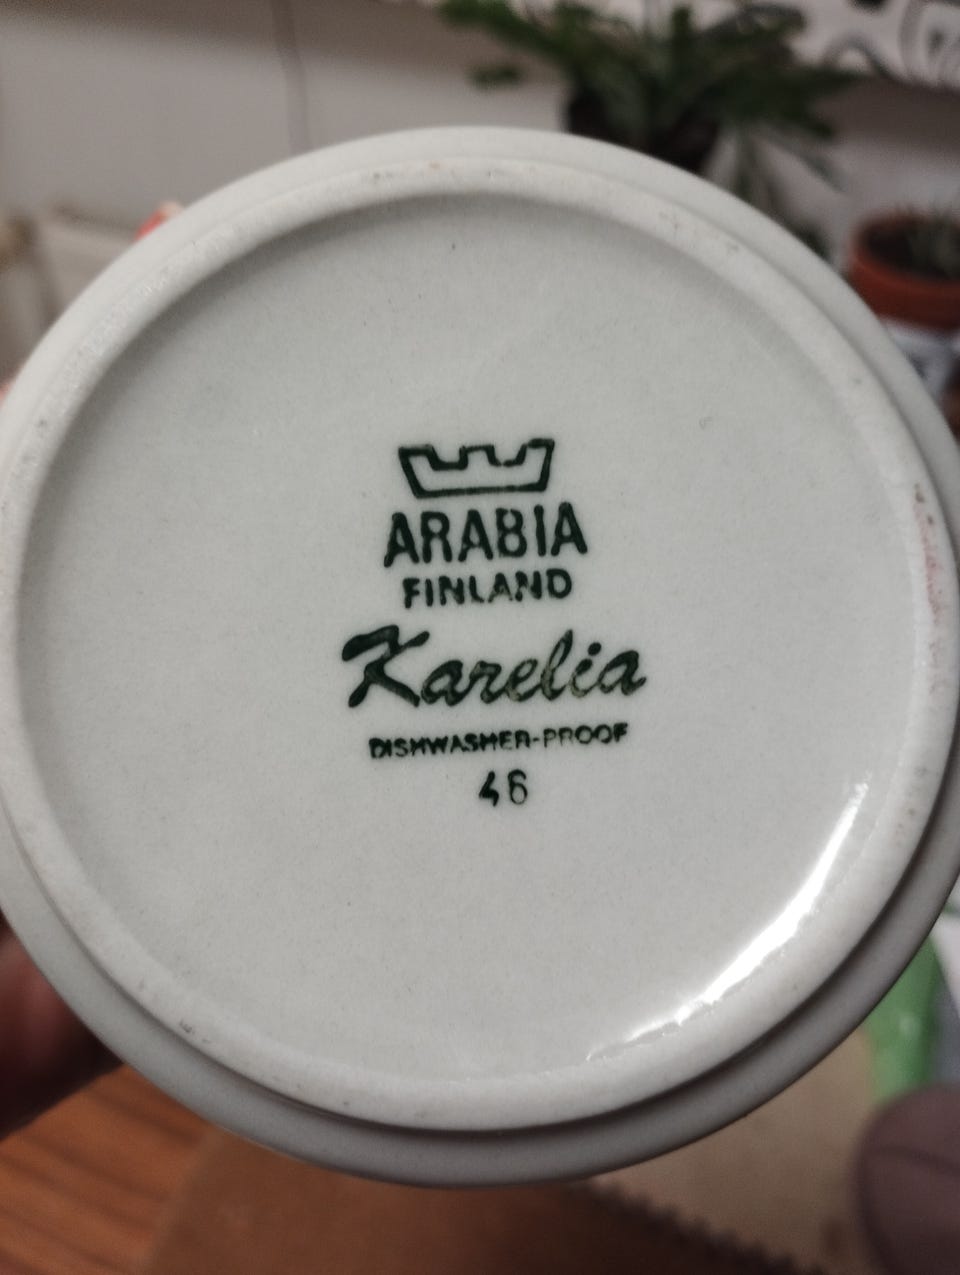 ARABIA
FINLAND
Karelia
DISHWASHER-PROOF
46